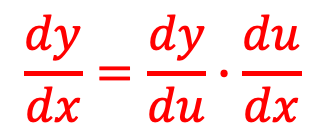 dy/dx = dy/du · du/dx